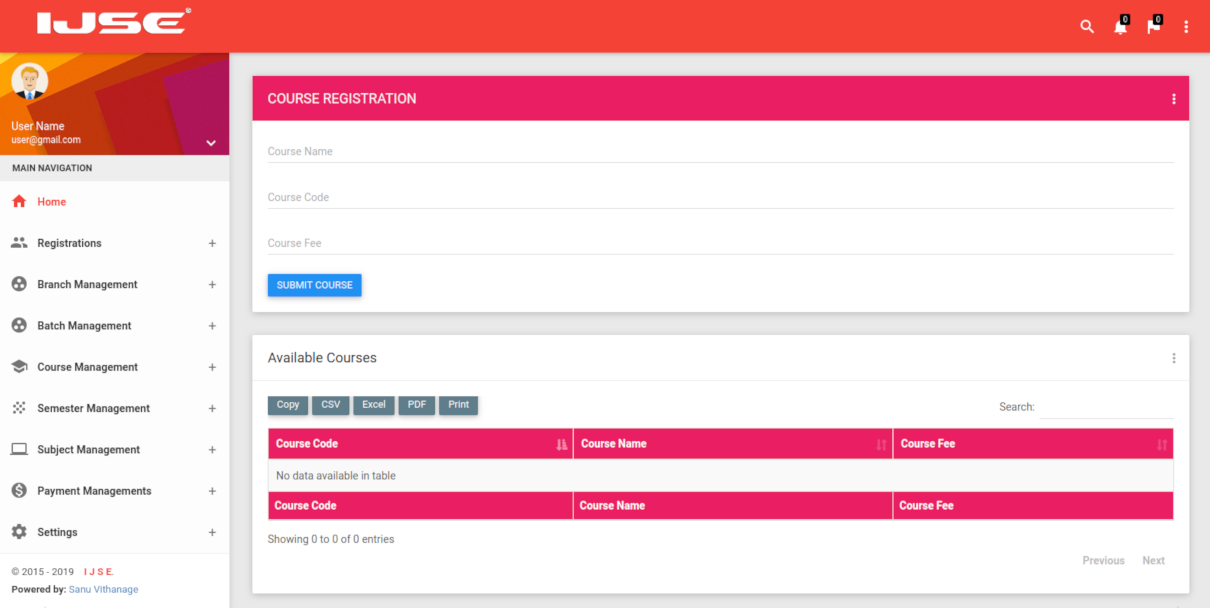 IJSE®
0
0
User Name
user@gmail.com
MAIN NAVIGATION
Home
Registrations +
Branch Management +
Batch Management +
Course Management +
Semester Management +
Subject Management +
Payment Managements +
Settings +
© 2015 - 2019 I J S E.
Powered by: Sanu Vithanage
COURSE REGISTRATION
Course Name
Course Code
Course Fee
SUBMIT COURSE
Available Courses
Copy CSV Excel PDF Print
Search:
Course Code Course Name Course Fee
No data available in table
Course Code Course Name Course Fee
Showing 0 to 0 of 0 entries
Previous Next